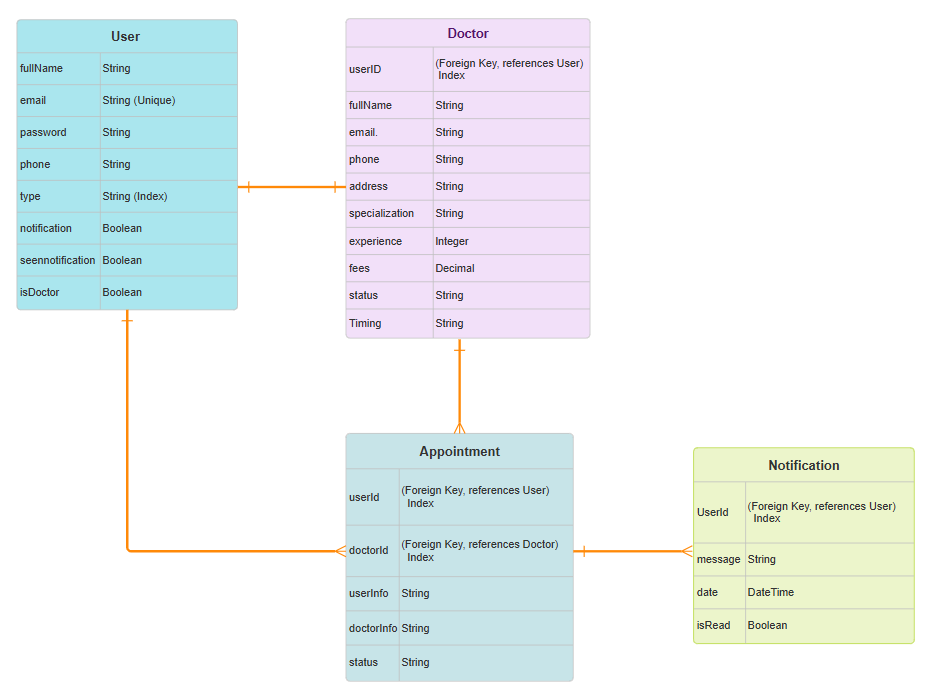 User
fullName String
email String (Unique)
password String
phone String
type String (Index)
notification Boolean
seennotification Boolean
isDoctor Boolean
Doctor
userID (Foreign Key, references User)
Index
fullName String
email. String
phone String
address String
specialization String
experience Integer
fees Decimal
status String
Timing String
Appointment
userId (Foreign Key, references User)
Index
doctorId (Foreign Key, references Doctor)
Index
userInfo String
doctorInfo String
status String
Notification
UserId (Foreign Key, references User)
Index
message String
date DateTime
isRead Boolean